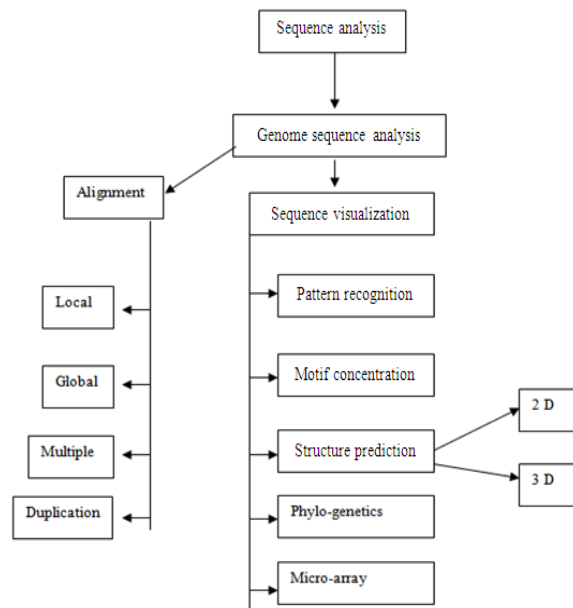 Sequence analysis
Genome sequence analysis
Alignment
Sequence visualization
Local
Pattern recognition
Global
Motif concentration
2 D
Multiple
Structure prediction
3 D
Duplication
Phylo-genetics
Micro-array